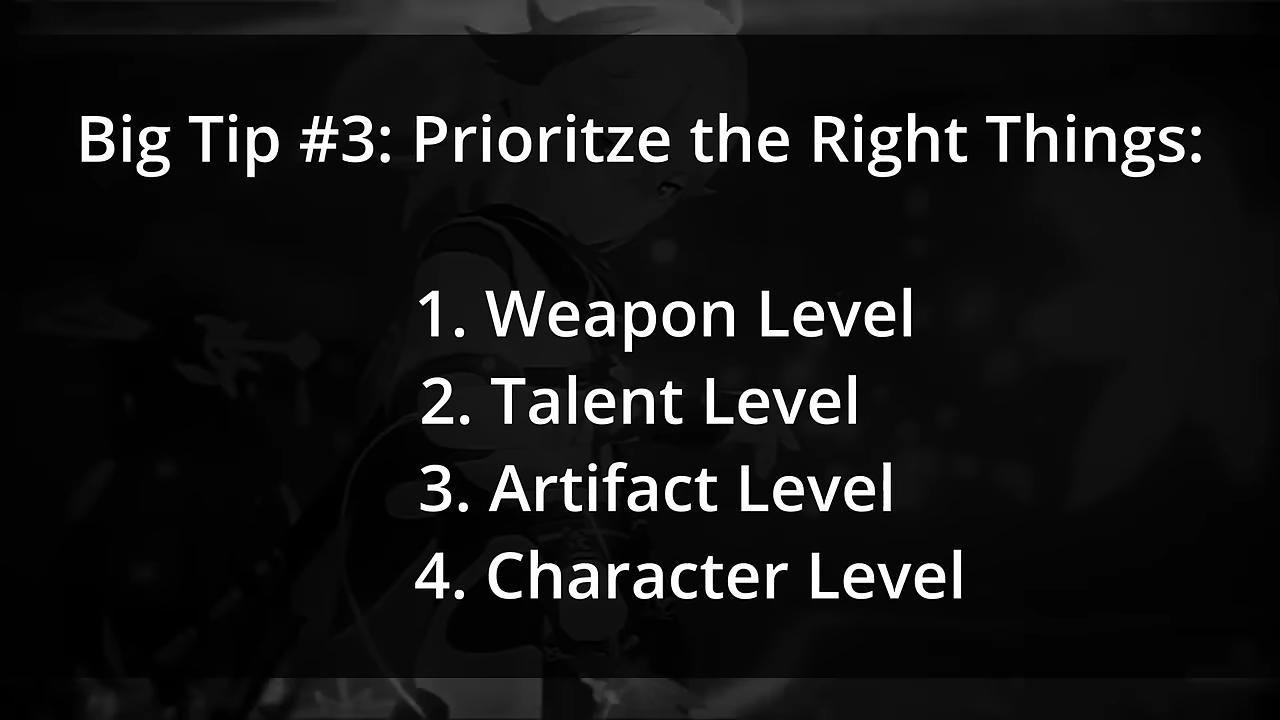 Big Tip #3: Prioritze the Right Things:
1. Weapon Level
2. Talent Level
3. Artifact Level
4. Character Level